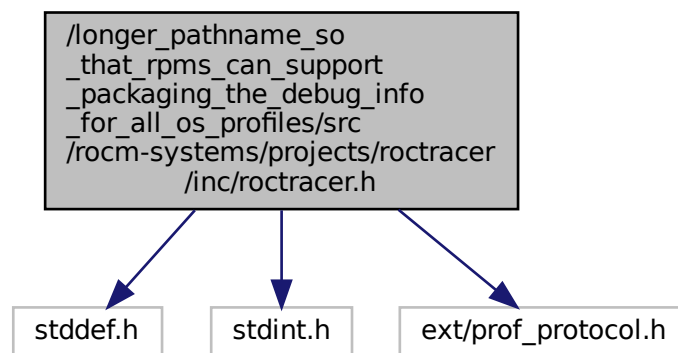 /longer_pathname_so
_that_rpms_can_support
_packaging_the_debug_info
_for_all_os_profiles/src
/rocm-systems/projects/roctracer
/inc/roctracer.h
stddef.h
stdint.h
ext/prof_protocol.h